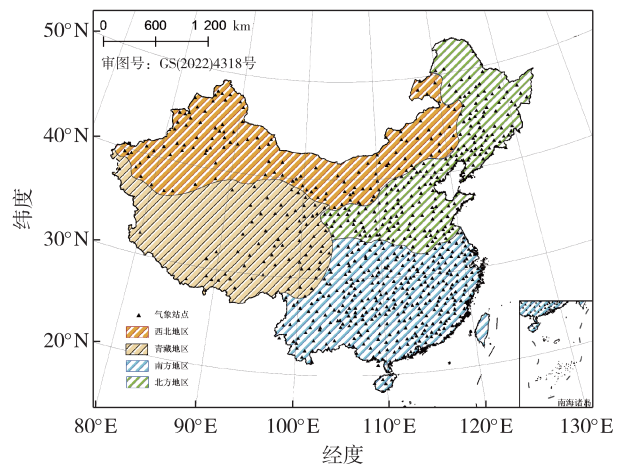 50°N
0 600 1 200 km
审图号：GS(2022)4318号
40°N
30°N
20°N
纬度
气象站点
西北地区
青藏地区
南方地区
北方地区
南海诸岛
80°E 90°E 100°E 110°E 120°E 130°E
经度